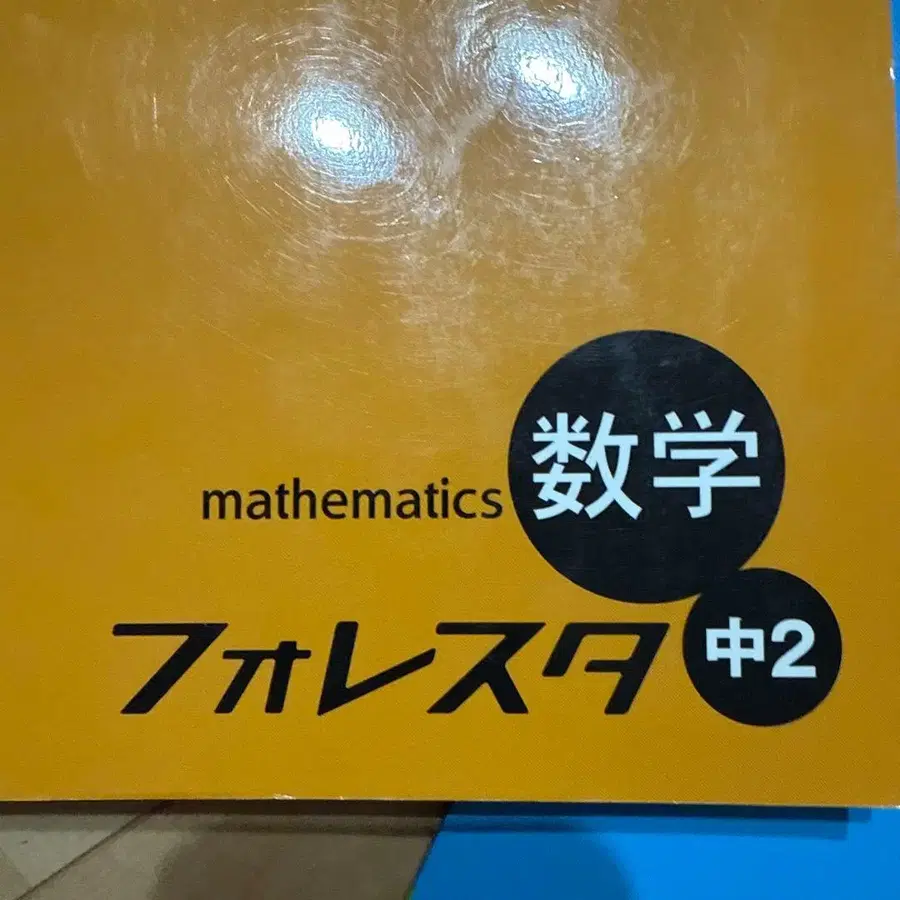 数学
mathematics
フォレスタ
中2